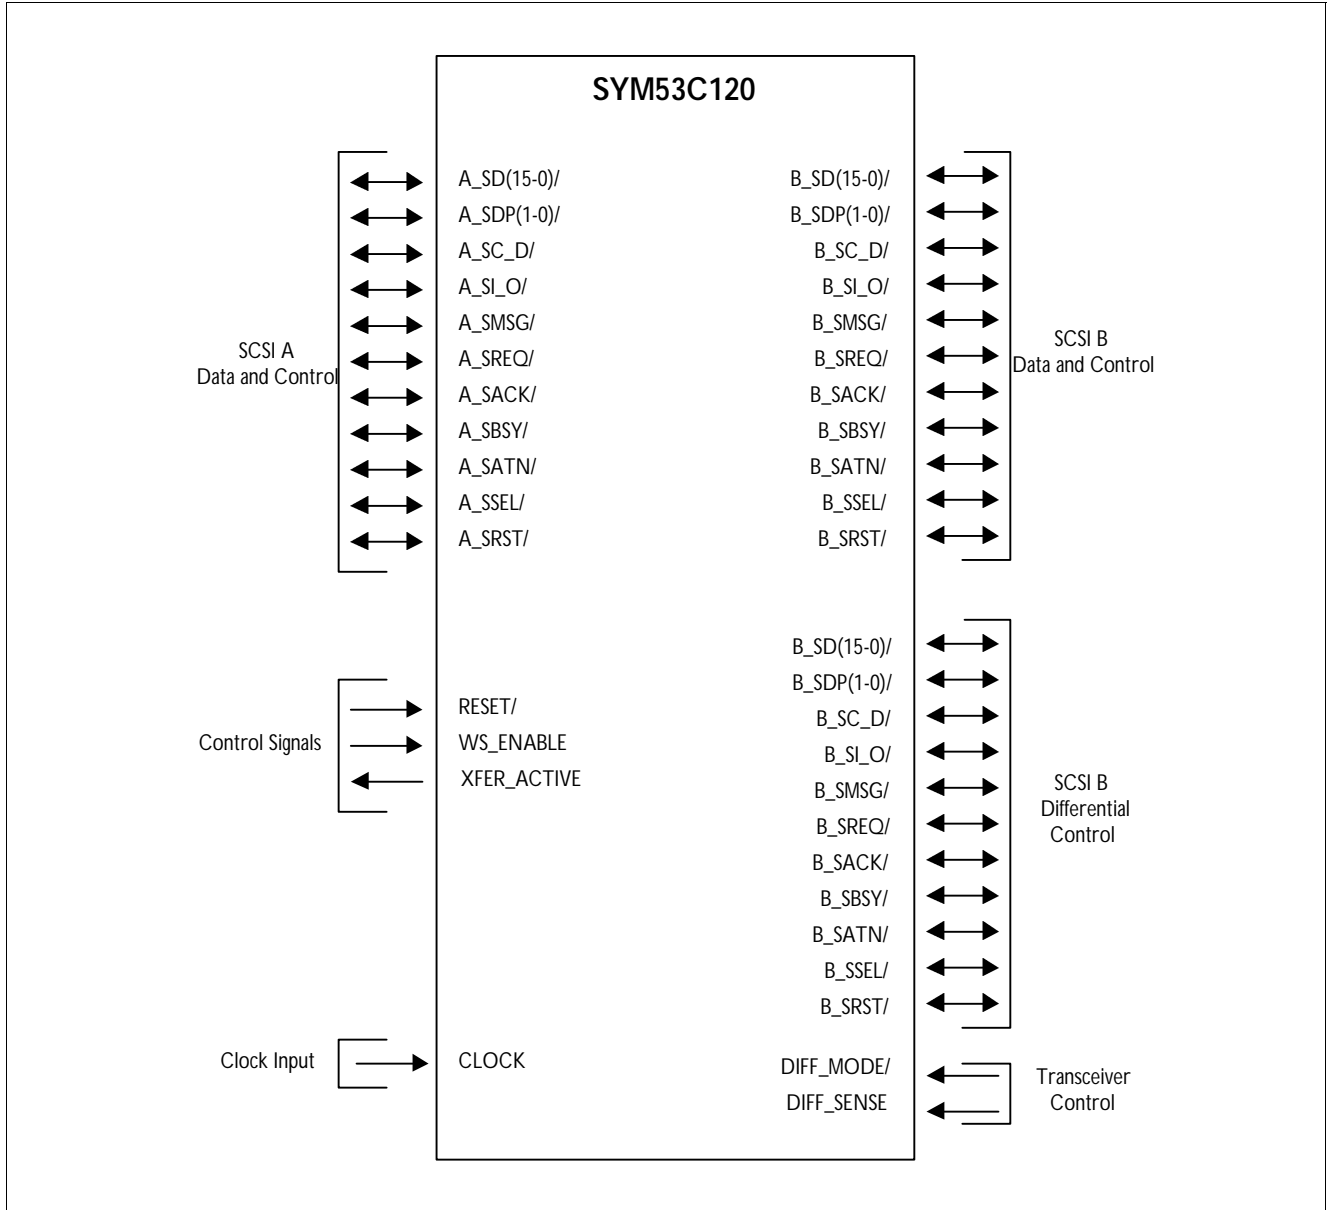 SYM53C120
SCSI A
Data and Control
A_SD(15-0)/
A_SDP(1-0)/
A_SC_D/
A_SI_O/
A_SMSG/
A_SREQ/
A_SACK/
A_SBSY/
A_SATN/
A_SSEL/
A_SRST/
B_SD(15-0)/
B_SDP(1-0)/
B_SC_D/
B_SI_O/
B_SMSG/
B_SREQ/
B_SACK/
B_SBSY/
B_SATN/
B_SSEL/
B_SRST/
SCSI B
Data and Control
Control Signals
RESET/
WS_ENABLE
XFER_ACTIVE
B_SD(15-0)/
B_SDP(1-0)/
B_SC_D/
B_SI_O/
B_SMSG/
B_SREQ/
B_SACK/
B_SBSY/
B_SATN/
B_SSEL/
B_SRST/
SCSI B
Differential
Control
Clock Input
CLOCK
DIFF_MODE/
DIFF_SENSE
Transceiver
Control